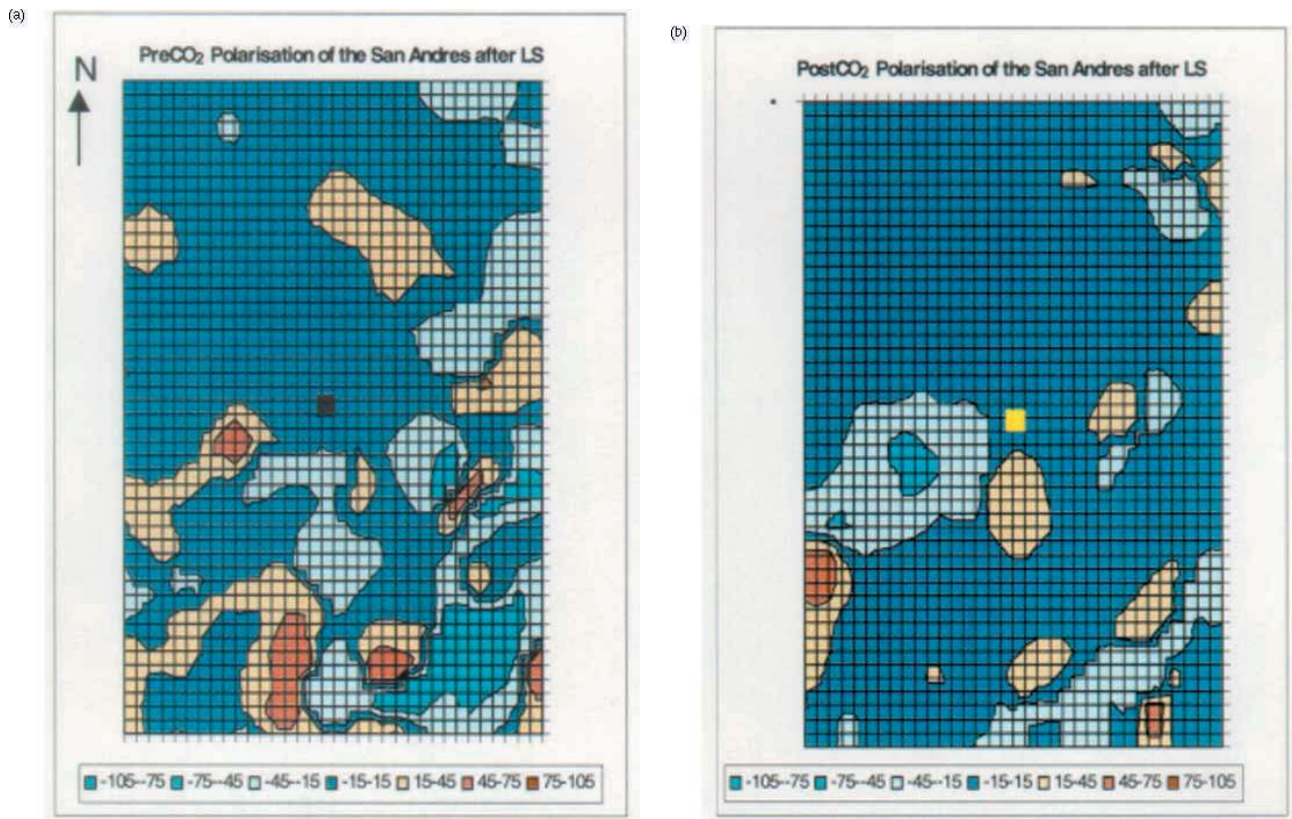 (a)
PreCO₂ Polarisation of the San Andres after LS
N
-105--75 -75--45 -45--15 -15-15 15-45 45-75 75-105
(b)
PostCO₂ Polarisation of the San Andres after LS
-105--75 -75--45 -45--15 -15-15 15-45 45-75 75-105